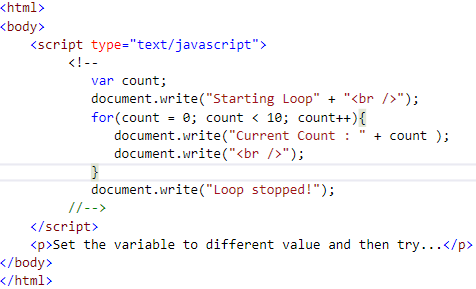 <html>
<body>
<script type="text/javascript">
<!--
var count;
document.write("Starting Loop" + "<br />");
for(count = 0; count < 10; count++){
document.write("Current Count : " + count );
document.write("<br />");
}
document.write("Loop stopped!");
//-->
</script>
<p>Set the variable to different value and then try...</p>
</body>
</html>